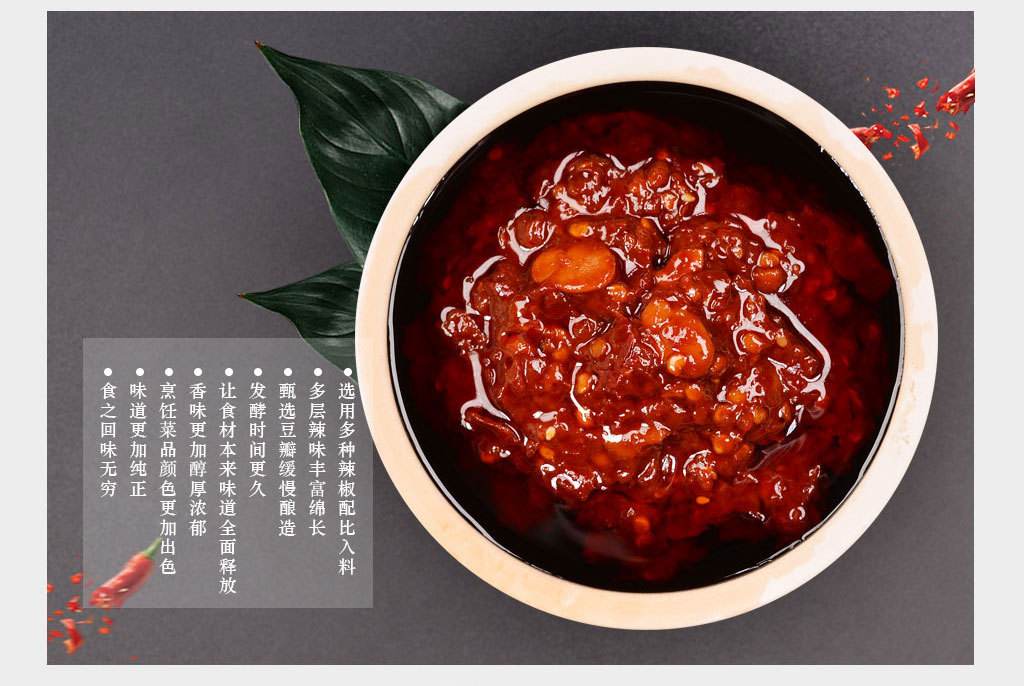 选用多种辣椒配比入料
多层辣味丰富绵长
甄选豆瓣缓慢酿造
发酵时间更久
让食材本来味道全面释放
香味更加醇厚浓郁
烹饪菜品颜色更加出色
味道更加纯正
食之回味无穷